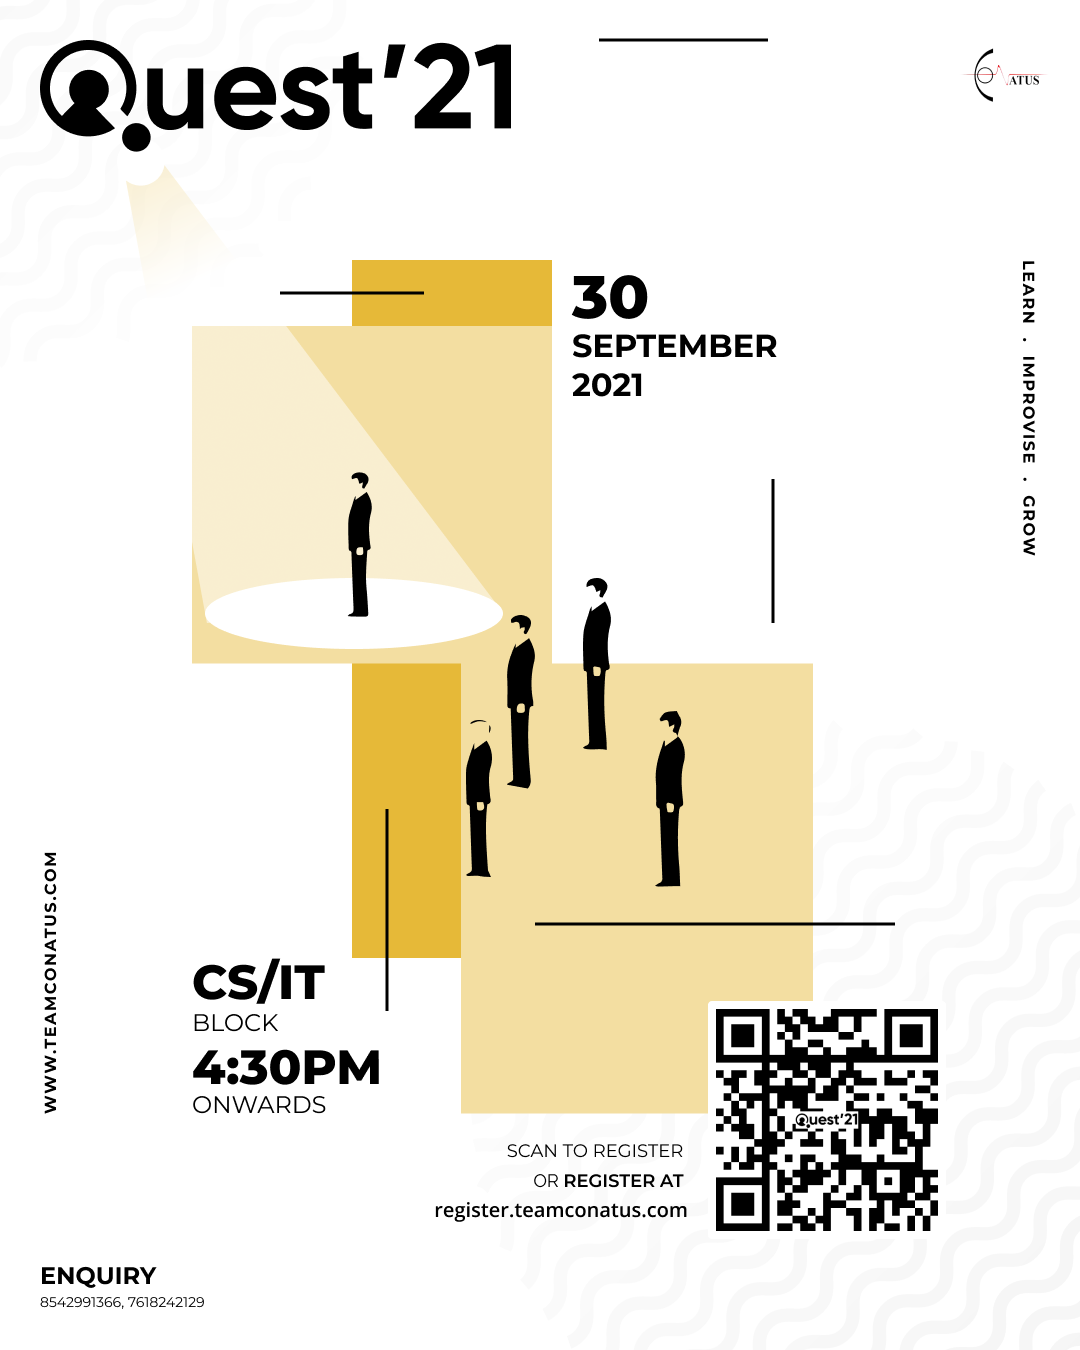 Quest'21
ATUS
30
SEPTEMBER
2021
LEARN . IMPROVISE . GROW
WWW.TEAMCONATUS.COM
CS/IT
BLOCK
4:30PM
ONWARDS
Quest'21
SCAN TO REGISTER
OR REGISTER AT
register.teamconatus.com
ENQUIRY
8542991366, 7618242129